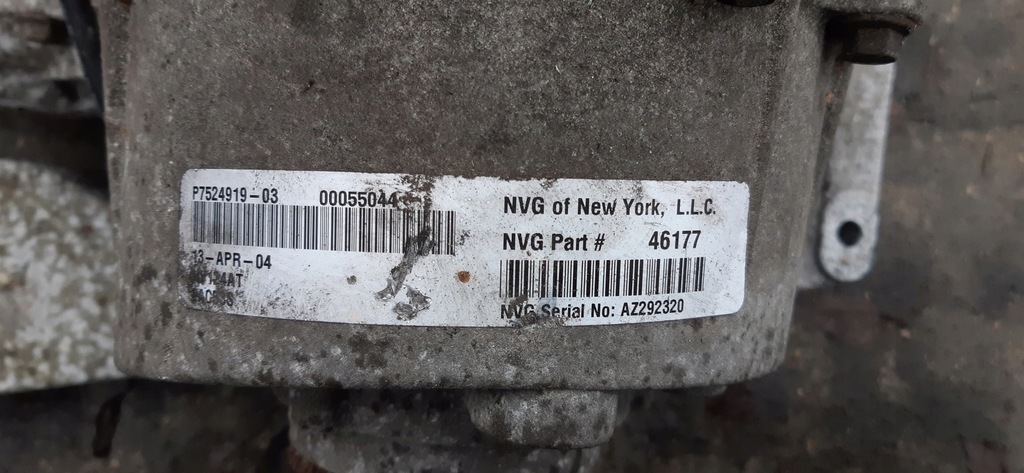 P7524919-03 00055044
13-APR-04
NVG of New York, L.L.C.
NVG Part # 46177
NVG Serial No: AZ292320